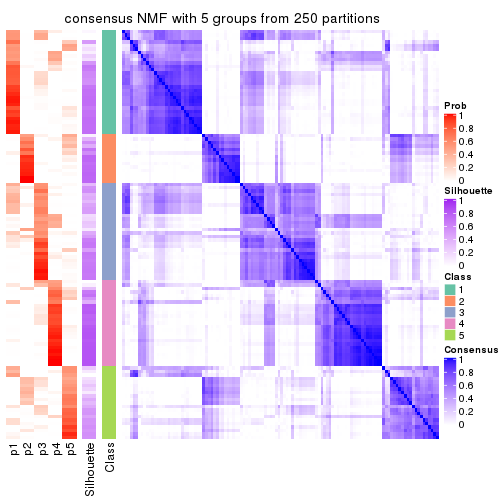 consensus NMF with 5 groups from 250 partitions
Prob
1
0.8
0.6
0.4
0.2
0
Silhouette
1
0.8
0.6
0.4
0.2
0
Class
1
2
3
4
5
Consensus
1
0.8
0.6
0.4
0.2
0
p1
p2
p3
p4
p5
Silhouette
Class